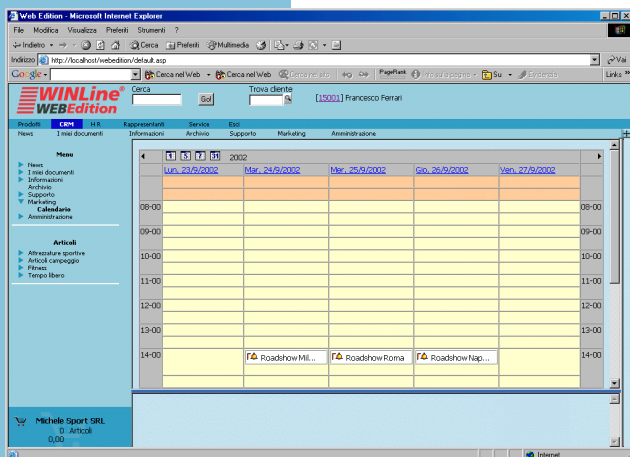 Web Edition - Microsoft Internet Explorer
File Modifica Visualizza Preferiti Strumenti ?
Indietro Cerca Preferiti Multimedia
Indirizzo http://localhost/webedition/default.asp Vai
Google Cerca nel Web Cerca nel Web Cerca nel sito PageRank Info sul pagina Su Evidenzia Links »
WINLine®
WEBEdition
Cerca Trova cliente
Go! [15001] Francesco Ferrari
Prodotti CRM H.R. Rappresentanti Service Esci
News I miei documenti Informazioni Archivio Supporto Marketing Amministrazione
Menu
News
I miei documenti
Informazioni
Archivio
Supporto
Marketing
Calendario
Amministrazione
Articoli
Attrezzature sportive
Articoli campeggio
Fitness
Tempo libero
Michele Sport SRL
0 Articoli
0,00
1 5 7 31 2002
Lun, 23/9/2002 Mar, 24/9/2002 Mer, 25/9/2002 Gio, 26/9/2002 Ven, 27/9/2002
08-00 08-00
09-00 09-00
10-00 10-00
11-00 11-00
12-00 12-00
13-00 13-00
14-00 Roadshow Mil... Roadshow Roma Roadshow Nap... 14-00
Internet